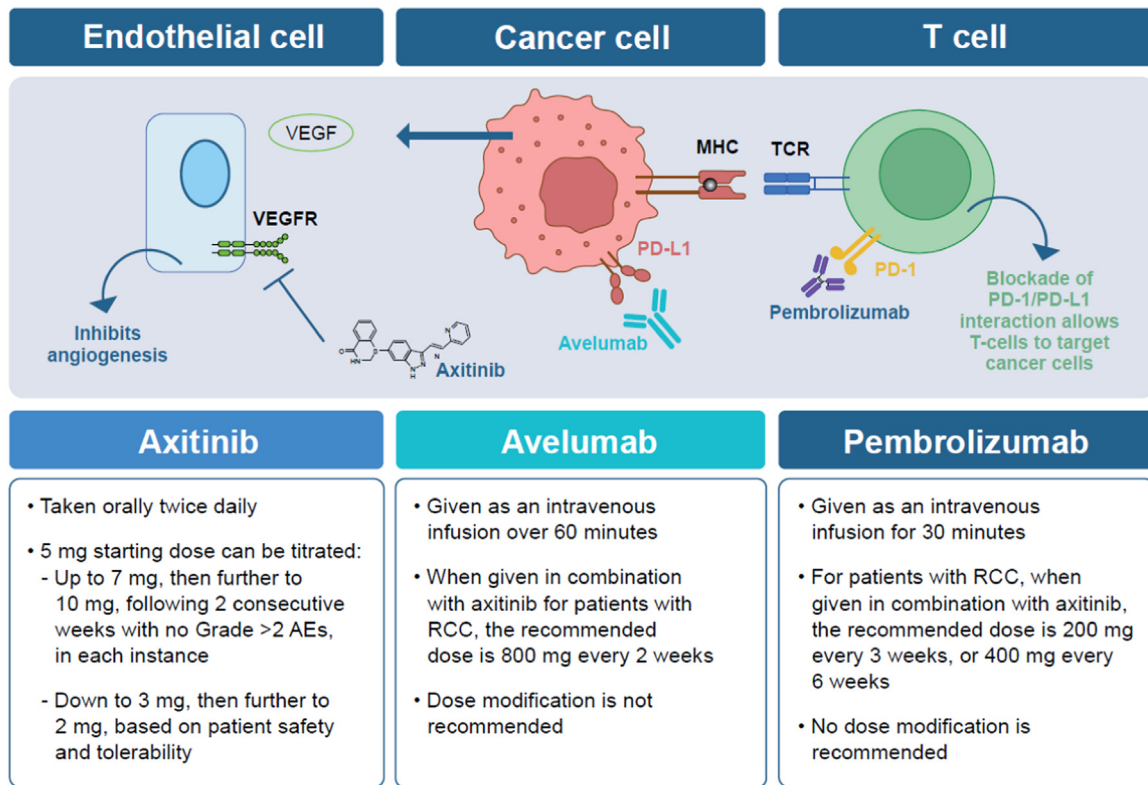 Endothelial cell
Cancer cell
T cell
VEGF
VEGFR
MHC
TCR
PD-L1
PD-1
Pembrolizumab
Avelumab
Axitinib
O
HN
S
N
N
N
N
H
Inhibits
angiogenesis
Blockade of
PD-1/PD-L1
interaction allows
T-cells to target
cancer cells
Axitinib
• Taken orally twice daily
• 5 mg starting dose can be titrated:
- Up to 7 mg, then further to
10 mg, following 2 consecutive
weeks with no Grade >2 AEs,
in each instance
- Down to 3 mg, then further to
2 mg, based on patient safety
and tolerability
Avelumab
• Given as an intravenous
infusion over 60 minutes
• When given in combination
with axitinib for patients with
RCC, the recommended
dose is 800 mg every 2 weeks
• Dose modification is not
recommended
Pembrolizumab
• Given as an intravenous
infusion for 30 minutes
• For patients with RCC, when
given in combination with axitinib,
the recommended dose is 200 mg
every 3 weeks, or 400 mg every
6 weeks
• No dose modification is
recommended